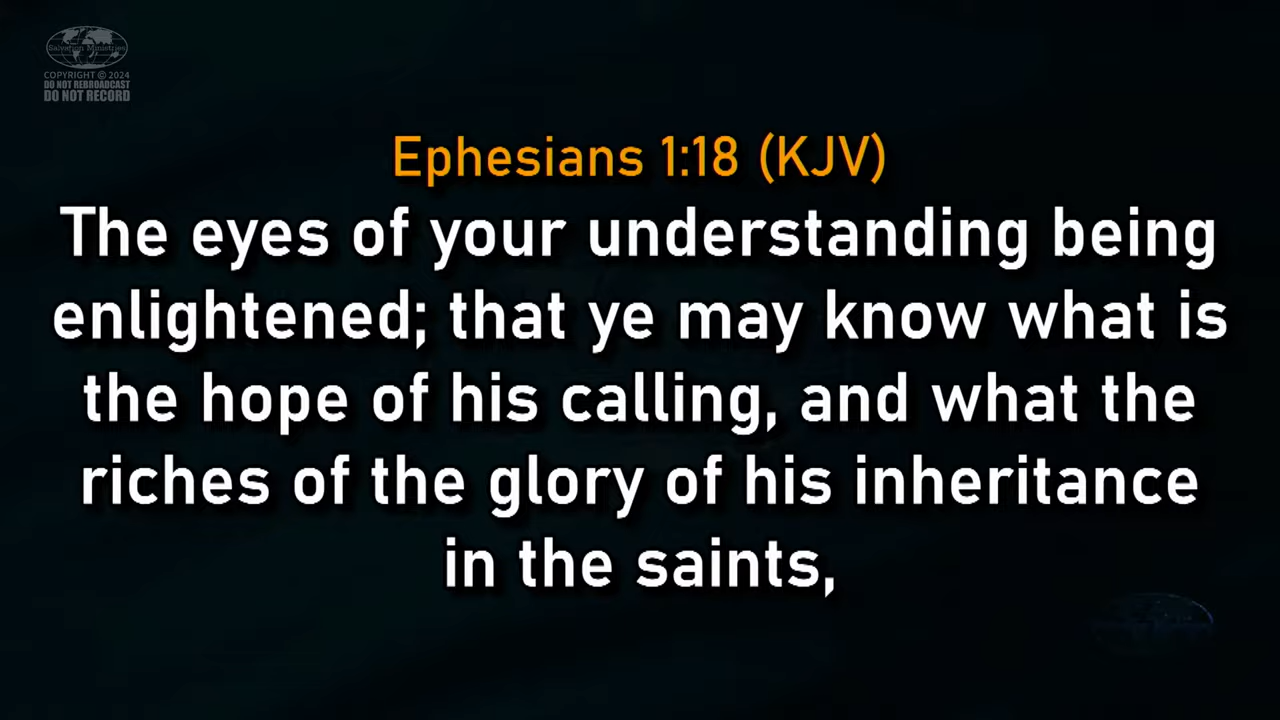 Salvation Ministries
COPYRIGHT © 2024
DO NOT REBROADCAST
DO NOT RECORD
Ephesians 1:18 (KJV)
The eyes of your understanding being
enlightened; that ye may know what is
the hope of his calling, and what the
riches of the glory of his inheritance
in the saints,